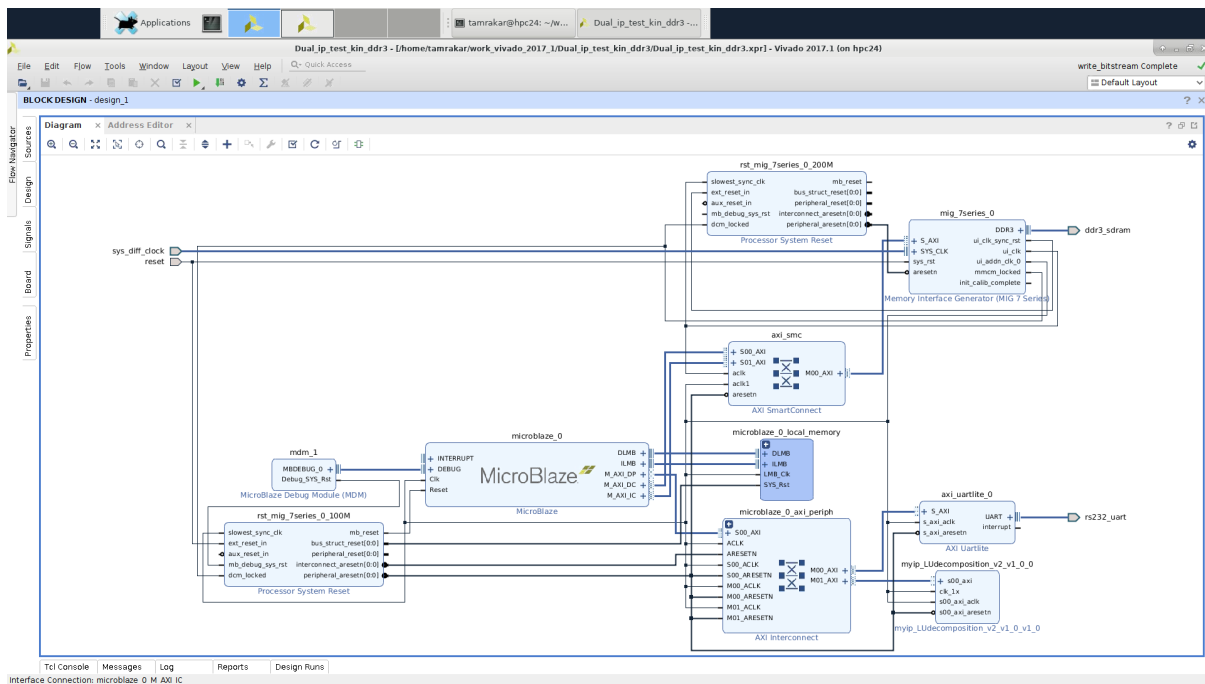 Applications
tamrakar@hpc24: ~/w...
Dual_ip_test_kin_ddr3 -...
Dual_ip_test_kin_ddr3 - [/home/tamrakar/work_vivado_2017_1/Dual_ip_test_kin_ddr3/Dual_ip_test_kin_ddr3.xpr] - Vivado 2017.1 (on hpc24)
File Edit Flow Tools Window Layout View Help Q- Quick Access
write_bitstream Complete
Default Layout
BLOCK DESIGN - design_1
Flow Navigator
Sources
Design
Signals
Board
Properties
Diagram
Address Editor
sys_diff_clock
reset
rst_mig_7series_0_200M
slowest_sync_clk
ext_reset_in
aux_reset_in
mb_debug_sys_rst
dcm_locked
mb_reset
bus_struct_reset[0:0]
peripheral_reset[0:0]
interconnect_aresetn[0:0]
peripheral_aresetn[0:0]
Processor System Reset
mig_7series_0
S_AXI
SYS_CLK
sys_rst
aresetn
DDR3
ui_clk_sync_rst
ui_clk
ui_addn_clk_0
mmcm_locked
init_calib_complete
Memory Interface Generator (MIG 7 Series)
ddr3_sdram
axi_smc
S00_AXI
S01_AXI
aclk
aclk1
aresetn
M00_AXI
AXI SmartConnect
mdm_1
MBDEBUG_0
Debug_SYS_Rst
MicroBlaze Debug Module (MDM)
microblaze_0
INTERRUPT
DEBUG
Clk
Reset
MicroBlaze
DLMB
ILMB
M_AXI_DP
M_AXI_DC
M_AXI_IC
MicroBlaze
microblaze_0_local_memory
DLMB
ILMB
LMB_Clk
SYS_Rst
rst_mig_7series_0_100M
slowest_sync_clk
ext_reset_in
aux_reset_in
mb_debug_sys_rst
dcm_locked
mb_reset
bus_struct_reset[0:0]
peripheral_reset[0:0]
interconnect_aresetn[0:0]
peripheral_aresetn[0:0]
Processor System Reset
microblaze_0_axi_periph
S00_AXI
ACLK
ARESETN
S00_ACLK
S00_ARESETN
M00_ACLK
M00_ARESETN
M01_ACLK
M01_ARESETN
M00_AXI
M01_AXI
AXI Interconnect
axi_uartlite_0
S_AXI
s_axi_aclk
s_axi_aresetn
UART
interrupt
AXI Uartlite
rs232_uart
myip_LUdecomposition_v2_v1_0_0
s00_axi
clk_1x
s00_axi_aclk
s00_axi_aresetn
myip_LUdecomposition_v2_v1_0_v1_0
Tcl Console Messages Log Reports Design Runs
Interface Connection: microblaze_0_M_AXI_IC